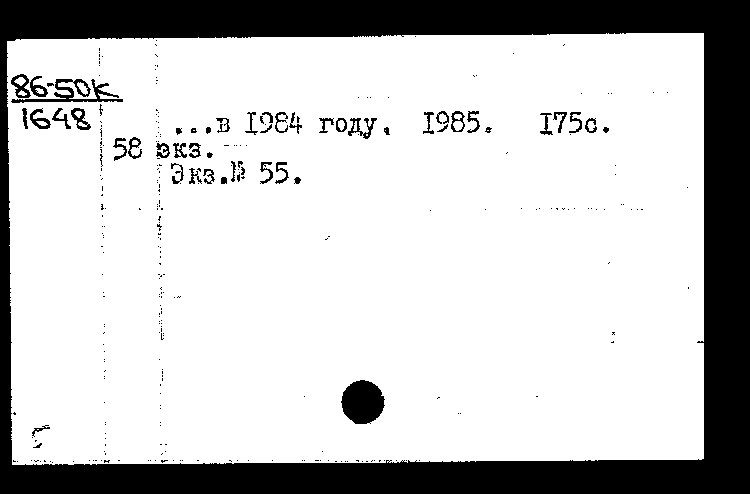 86-50к
1648
...в 1984 году. 1985. 175с.
58 экз.
Экз.№ 55.